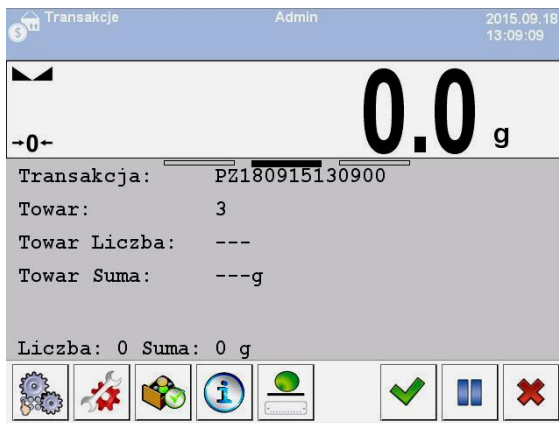 Transakcje Admin 2015.09.18
13:09:09
0.0 g
→0←
Transakcja: PZ180915130900
Towar: 3
Towar Liczba: ---
Towar Suma: ---g
Liczba: 0 Suma: 0 g